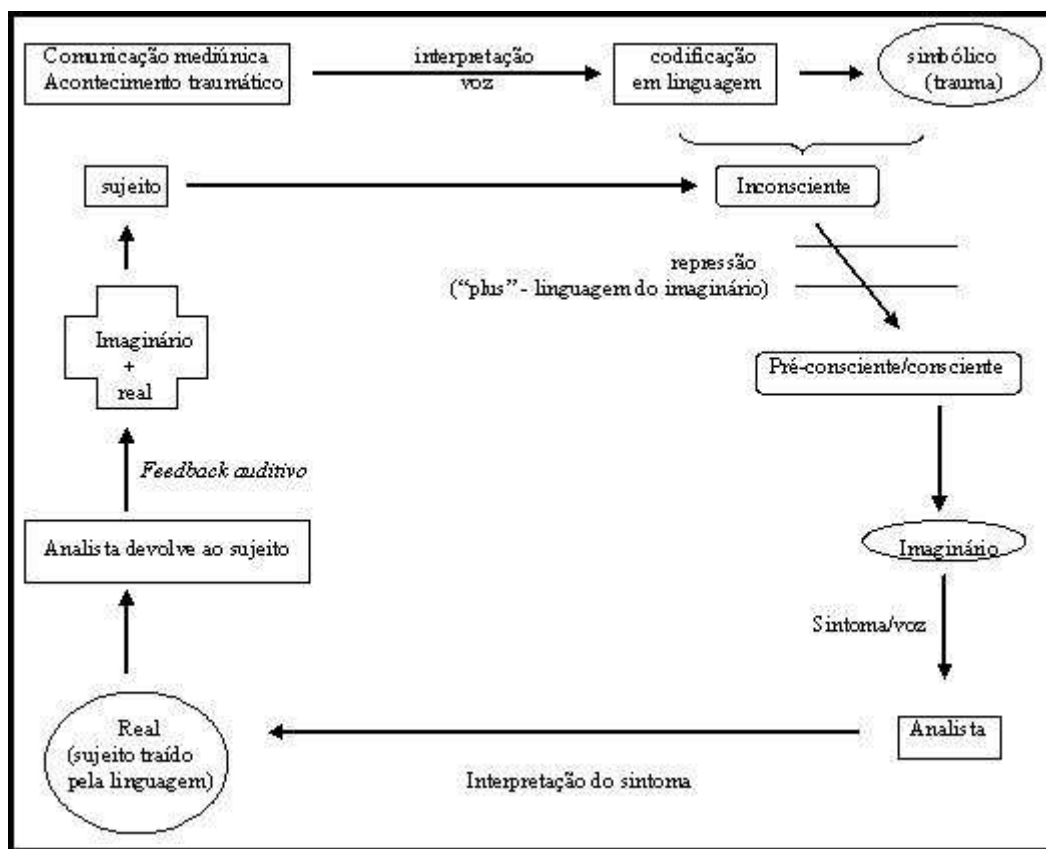 Comunicação mediúnica
Acontecimento traumático
interpretação
voz
codificação
em linguagem
simbólico
(trauma)
sujeito
Inconsciente
repressão
("plus" - linguagem do imaginário)
Imaginário
+
real
Pré-consciente/consciente
Feedback auditivo
Analista devolve ao sujeito
Imaginário
Sintoma/voz
Real
(sujeito traído
pela linguagem)
Analista
Interpretação do sintoma